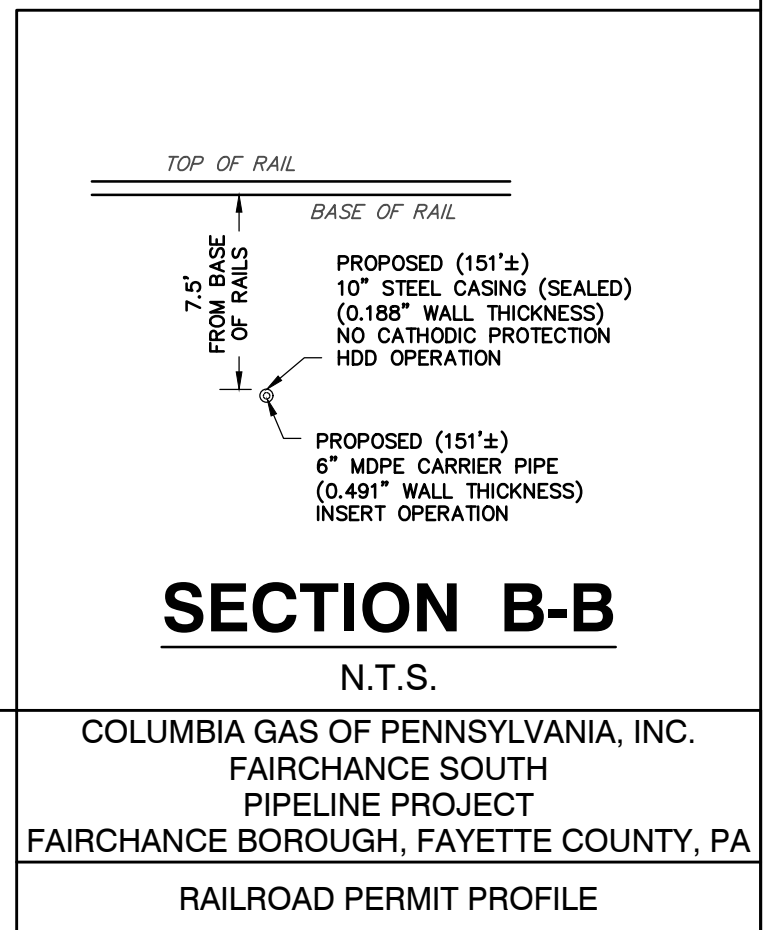 TOP OF RAIL
BASE OF RAIL
7.5'
FROM BASE
OF RAILS
PROPOSED (151'±)
10" STEEL CASING (SEALED)
(0.188" WALL THICKNESS)
NO CATHODIC PROTECTION
HDD OPERATION
PROPOSED (151'±)
6" MDPE CARRIER PIPE
(0.491" WALL THICKNESS)
INSERT OPERATION
SECTION B-B
N.T.S.
COLUMBIA GAS OF PENNSYLVANIA, INC.
FAIRCHANCE SOUTH
PIPELINE PROJECT
FAIRCHANCE BOROUGH, FAYETTE COUNTY, PA
RAILROAD PERMIT PROFILE